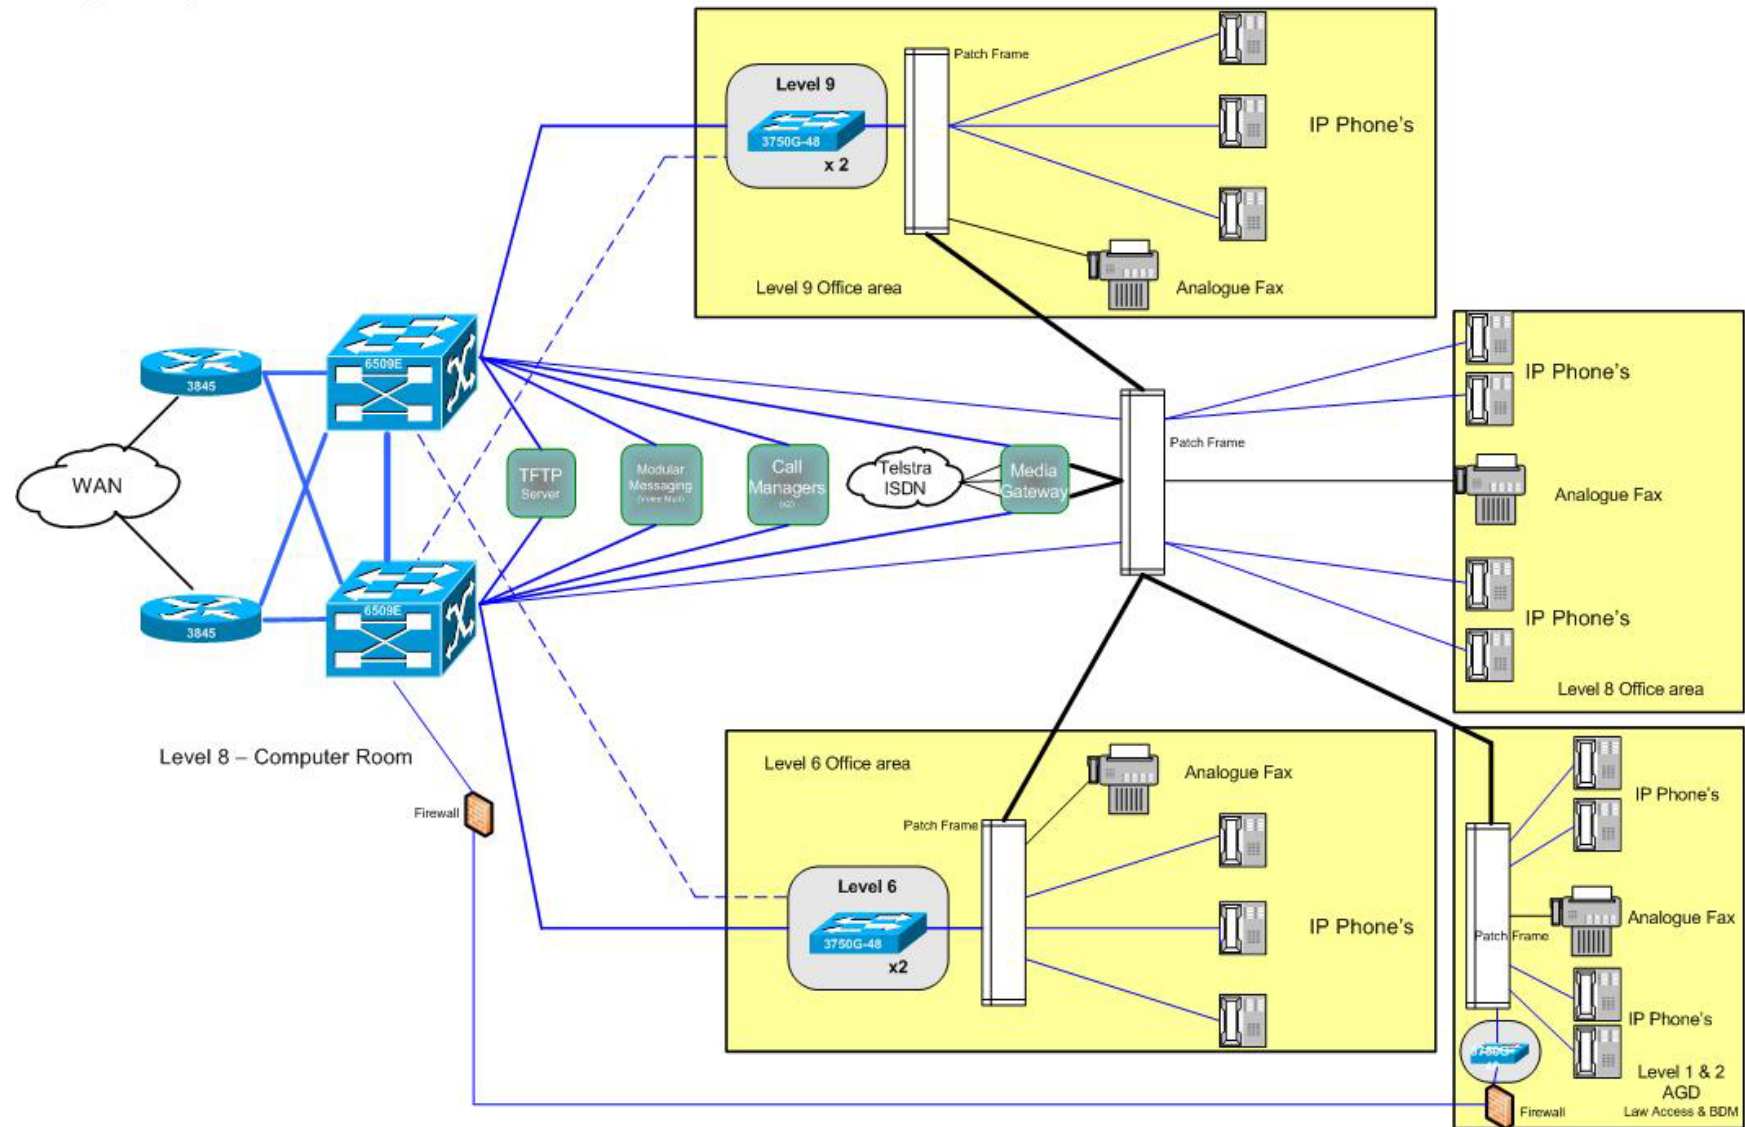 Level 9
3750G-48
x 2
Patch Frame
IP Phone's
Level 9 Office area
Analogue Fax
6509E
3845
WAN
TFTP
Server
Modular
Messaging
(Voice Mail)
Call
Managers
(x2)
Telstra
ISDN
Media
Gateway
Patch Frame
IP Phone's
Analogue Fax
IP Phone's
Level 8 Office area
6509E
3845
Level 8 – Computer Room
Firewall
Level 6 Office area
Analogue Fax
Patch Frame
Level 6
3750G-48
x2
IP Phone's
IP Phone's
Analogue Fax
Patch Frame
IP Phone's
Level 1 & 2
AGD
Law Access & BDM
Firewall